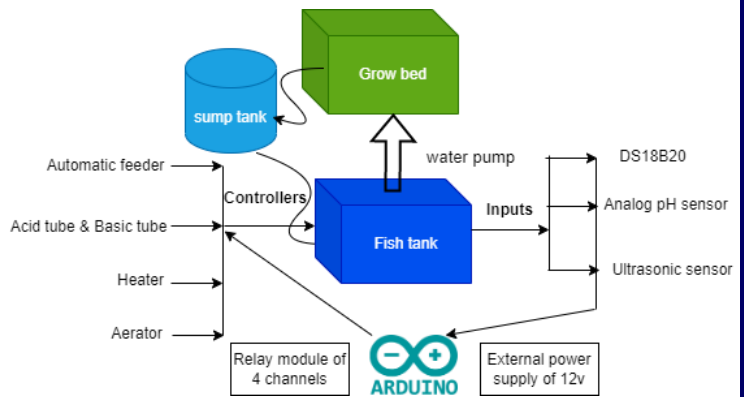 Grow bed
sump tank
water pump
DS18B20
Automatic feeder
Controllers
Analog pH sensor
Inputs
Acid tube & Basic tube
Fish tank
Ultrasonic sensor
Heater
Aerator
Relay module of
4 channels
ARDUINO
External power
supply of 12v